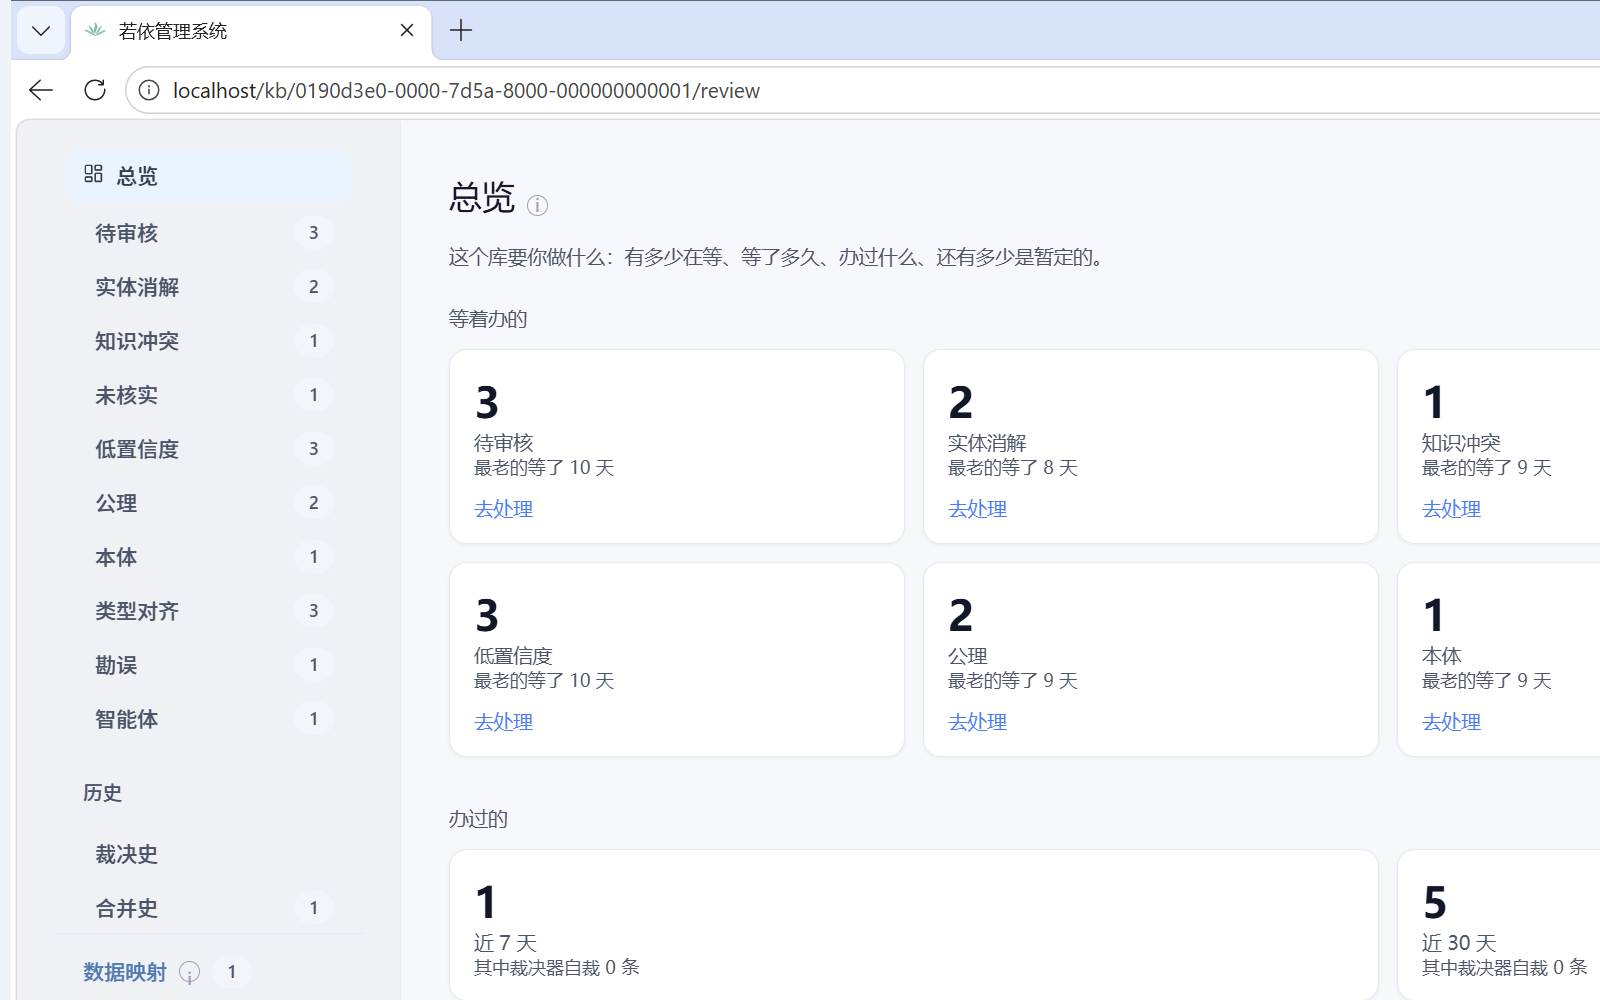 若依管理系统
localhost/kb/0190d3e0-0000-7d5a-8000-000000000001/review
总览
待审核 3
实体消解 2
知识冲突 1
未核实 1
低置信度 3
公理 2
本体 1
类型对齐 3
勘误 1
智能体 1
历史
裁决史
合并史 1
数据映射 1
总览
这个库要你做什么：有多少在等、等了多久、办过什么、还有多少是暂定的。
等着办的
3
待审核
最老的等了 10 天
去处理
2
实体消解
最老的等了 8 天
去处理
1
知识冲突
最老的等了 9 天
去处理
3
低置信度
最老的等了 10 天
去处理
2
公理
最老的等了 9 天
去处理
1
本体
最老的等了 9 天
去处理
办过的
1
近 7 天
其中裁决器自裁 0 条
5
近 30 天
其中裁决器自裁 0 条